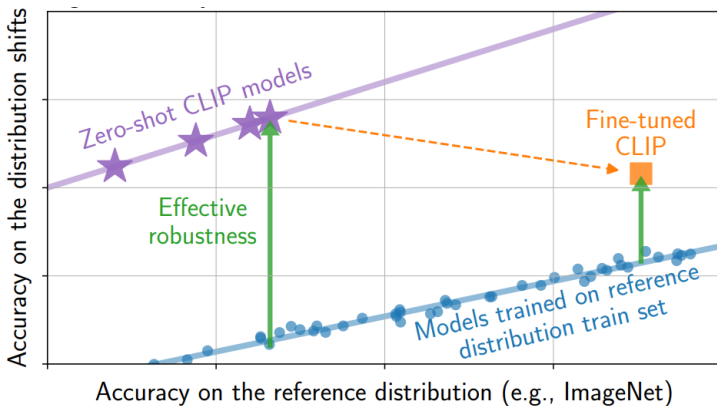 Accuracy on the distribution shifts
Zero-shot CLIP models
Fine-tuned
CLIP
Effective
robustness
Models trained on reference
distribution train set
Accuracy on the reference distribution (e.g., ImageNet)